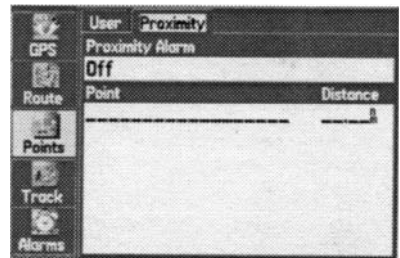 User Proximity
GPS
Proximity Alarm
Off
Route
Point Distance
Points
Track
Alarms